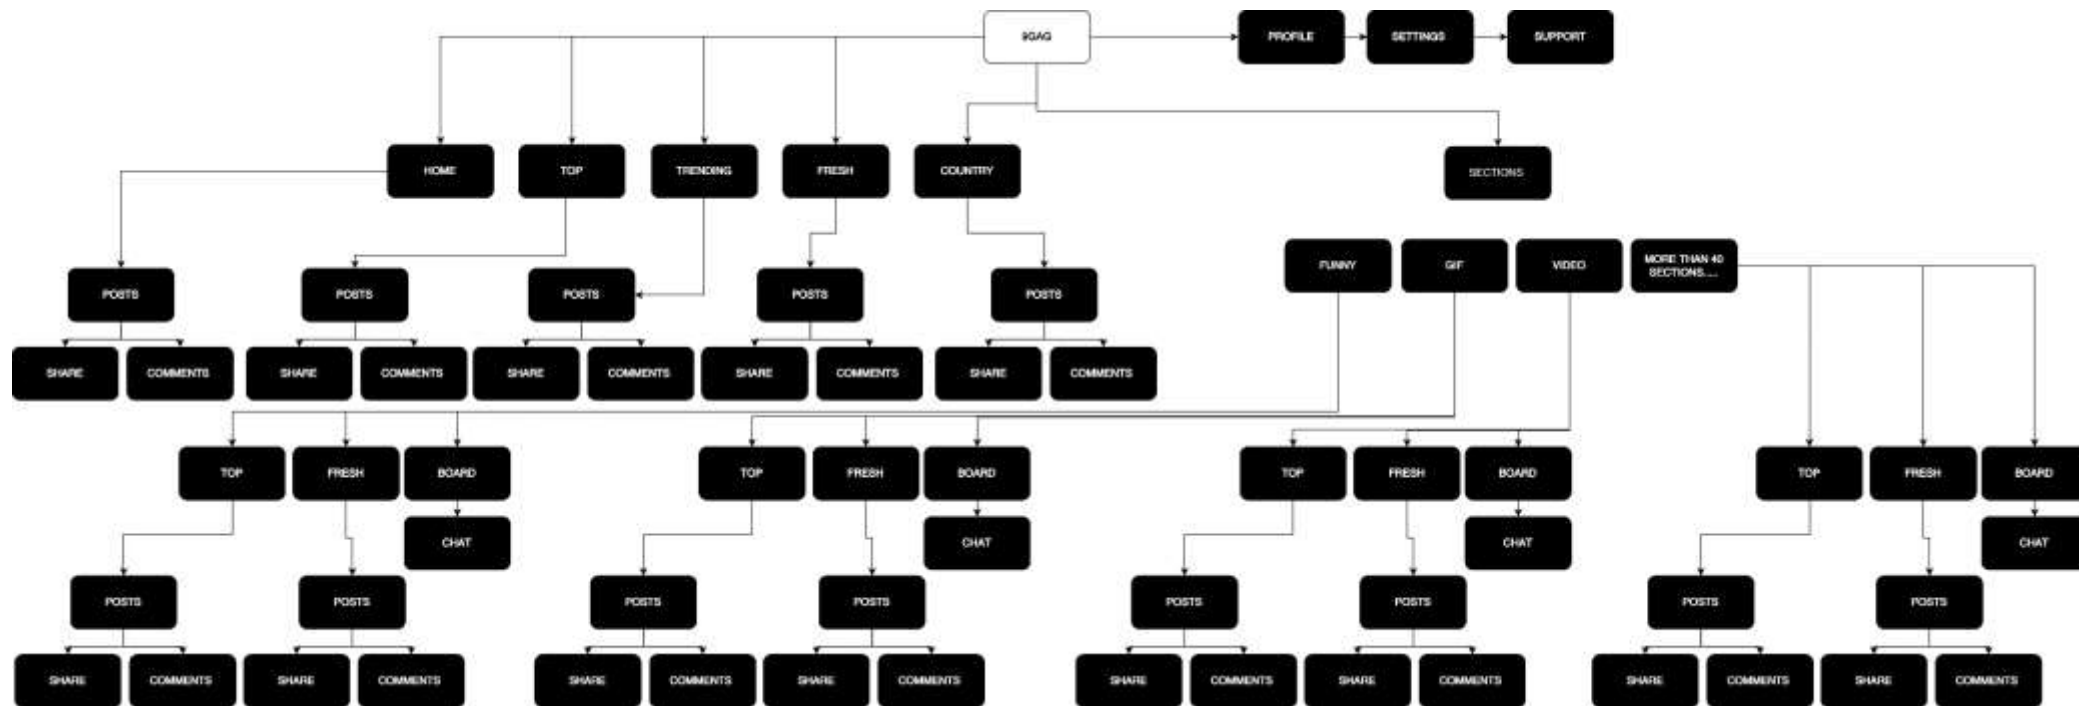 9GAG
PROFILE
SETTINGS
SUPPORT
HOME
TOP
TRENDING
FRESH
COUNTRY
SECTIONS
FUNNY
GIF
VIDEO
MORE THAN 40
SECTIONS....
POSTS
POSTS
POSTS
POSTS
POSTS
SHARE
COMMENTS
SHARE
COMMENTS
SHARE
COMMENTS
SHARE
COMMENTS
SHARE
COMMENTS
TOP
FRESH
BOARD
TOP
FRESH
BOARD
TOP
FRESH
BOARD
TOP
FRESH
BOARD
CHAT
CHAT
CHAT
CHAT
POSTS
POSTS
POSTS
POSTS
POSTS
POSTS
POSTS
POSTS
SHARE
COMMENTS
SHARE
COMMENTS
SHARE
COMMENTS
SHARE
COMMENTS
SHARE
COMMENTS
SHARE
COMMENTS
SHARE
COMMENTS
SHARE
COMMENTS